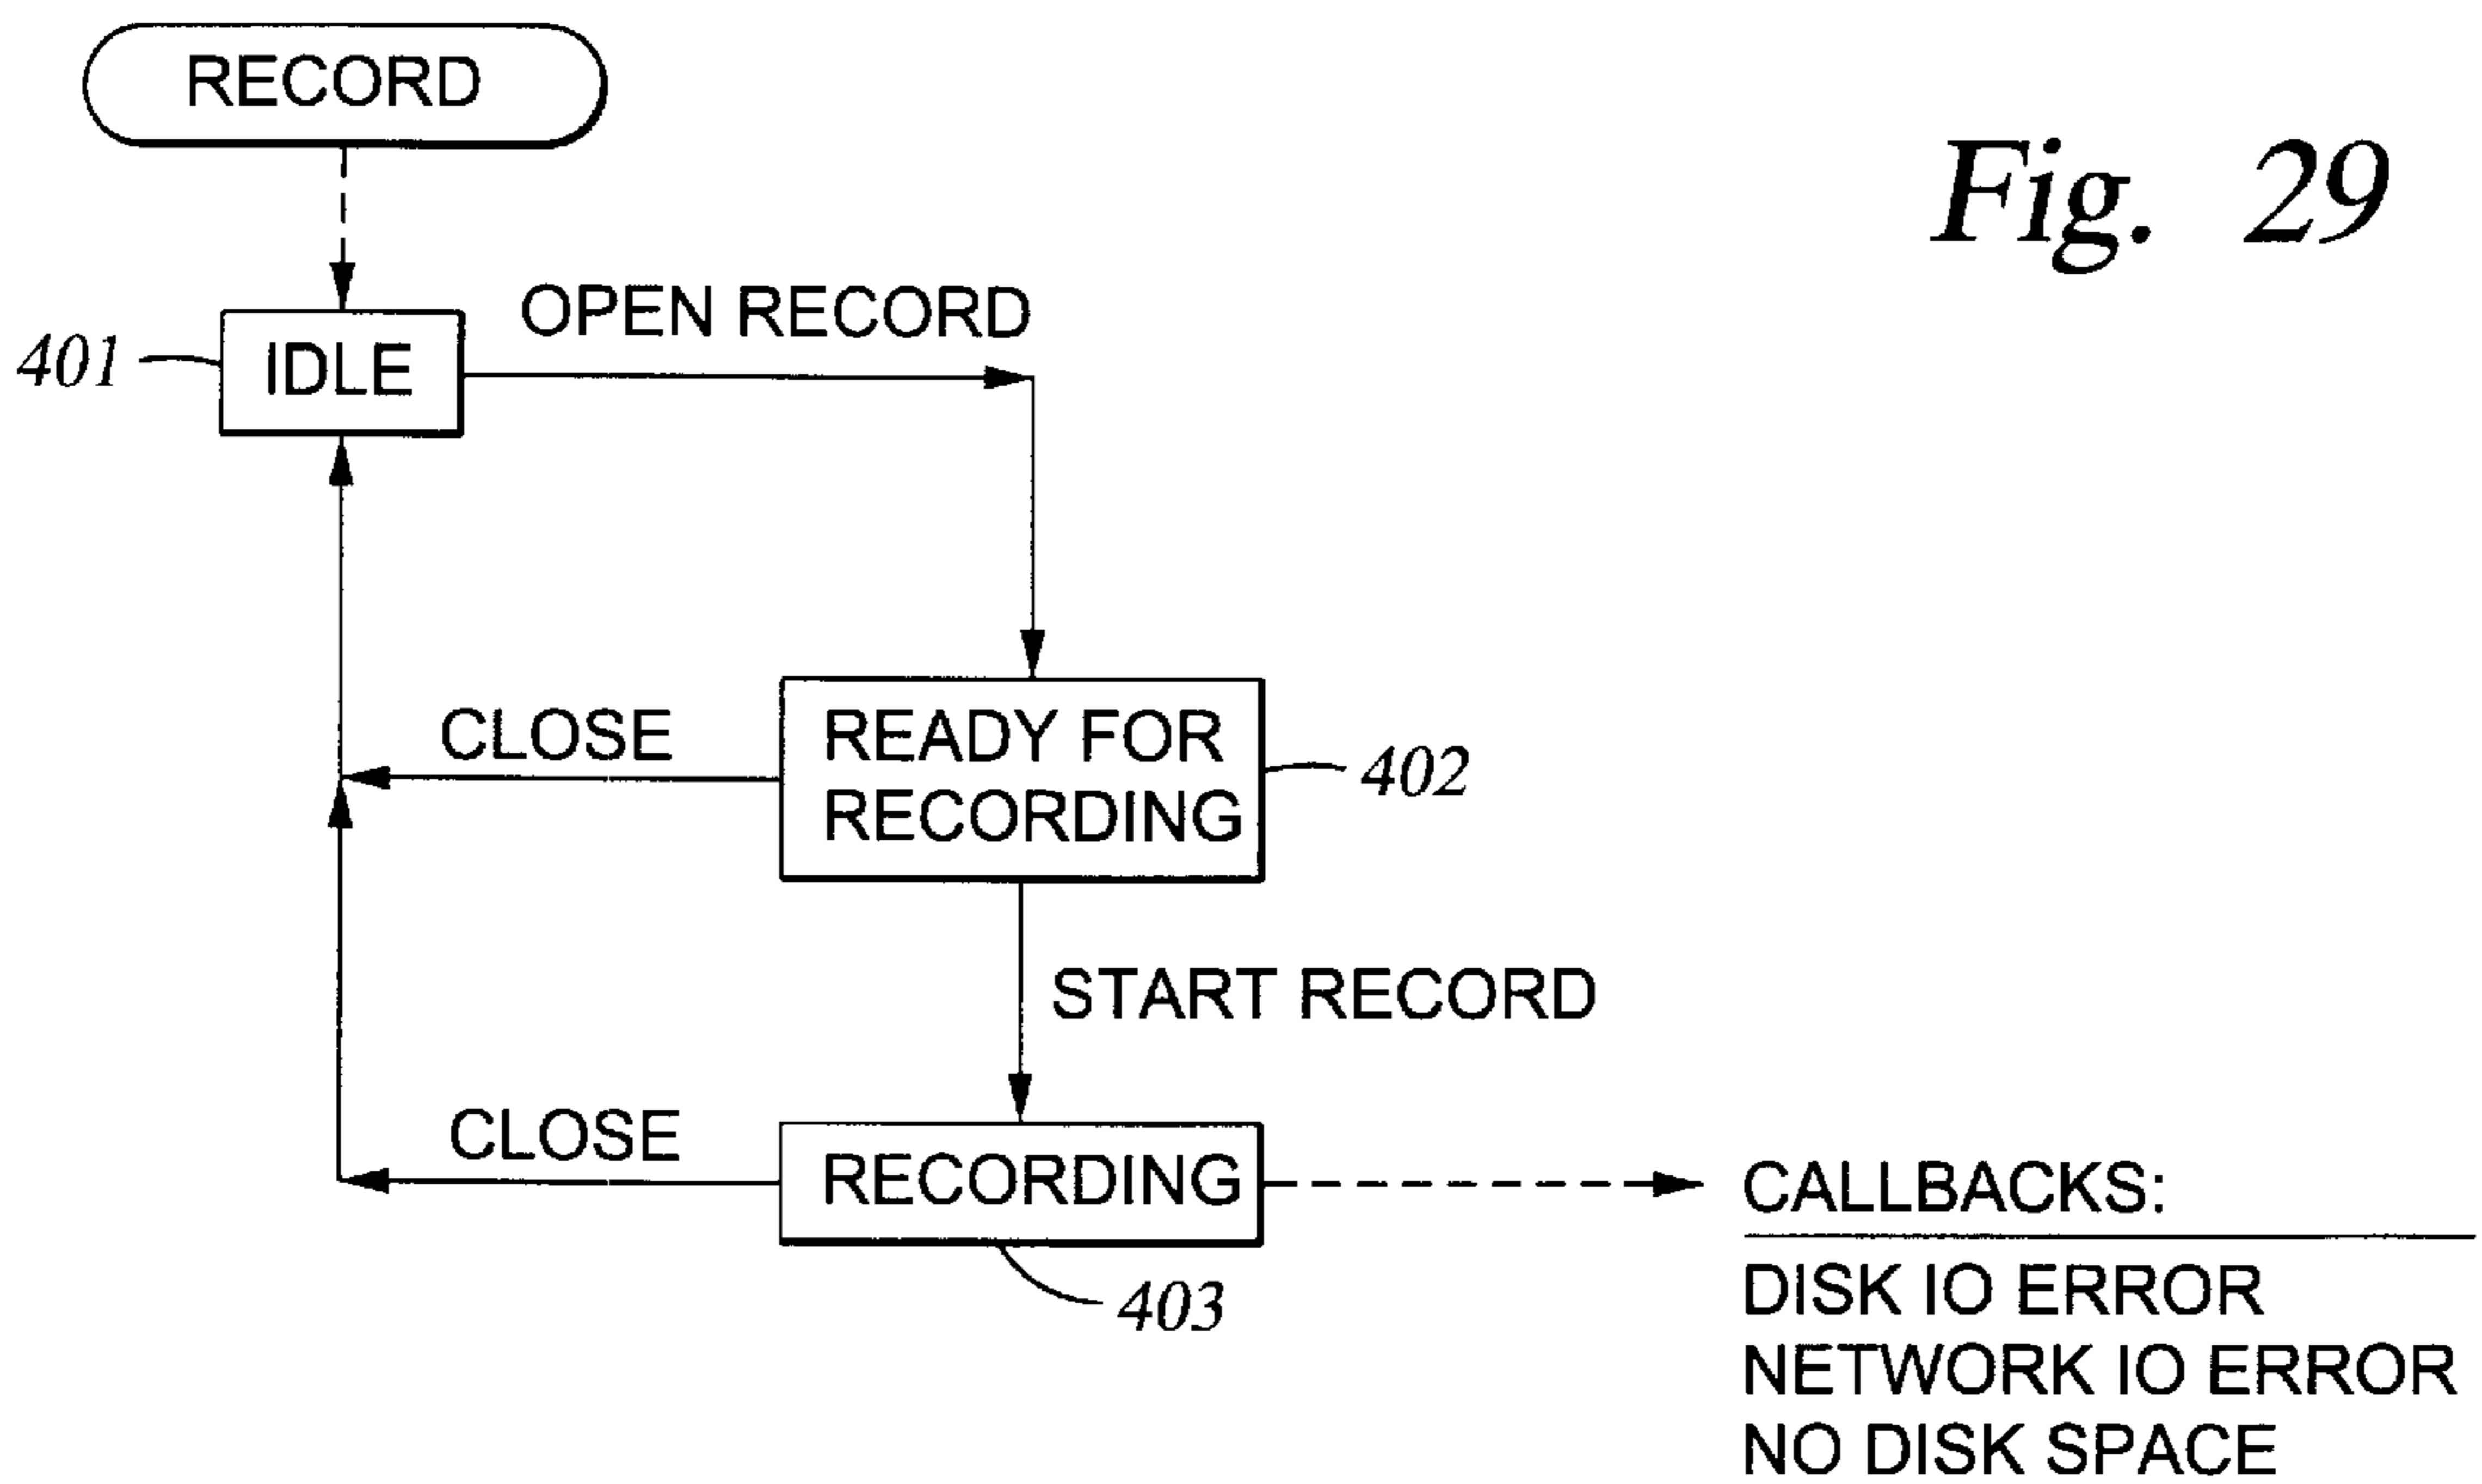 RECORD
Fig. 29
OPEN RECORD
401
IDLE
CLOSE
READY FOR
RECORDING
402
START RECORD
CLOSE
RECORDING
CALLBACKS:
403
DISK IO ERROR
NETWORK IO ERROR
NO DISK SPACE